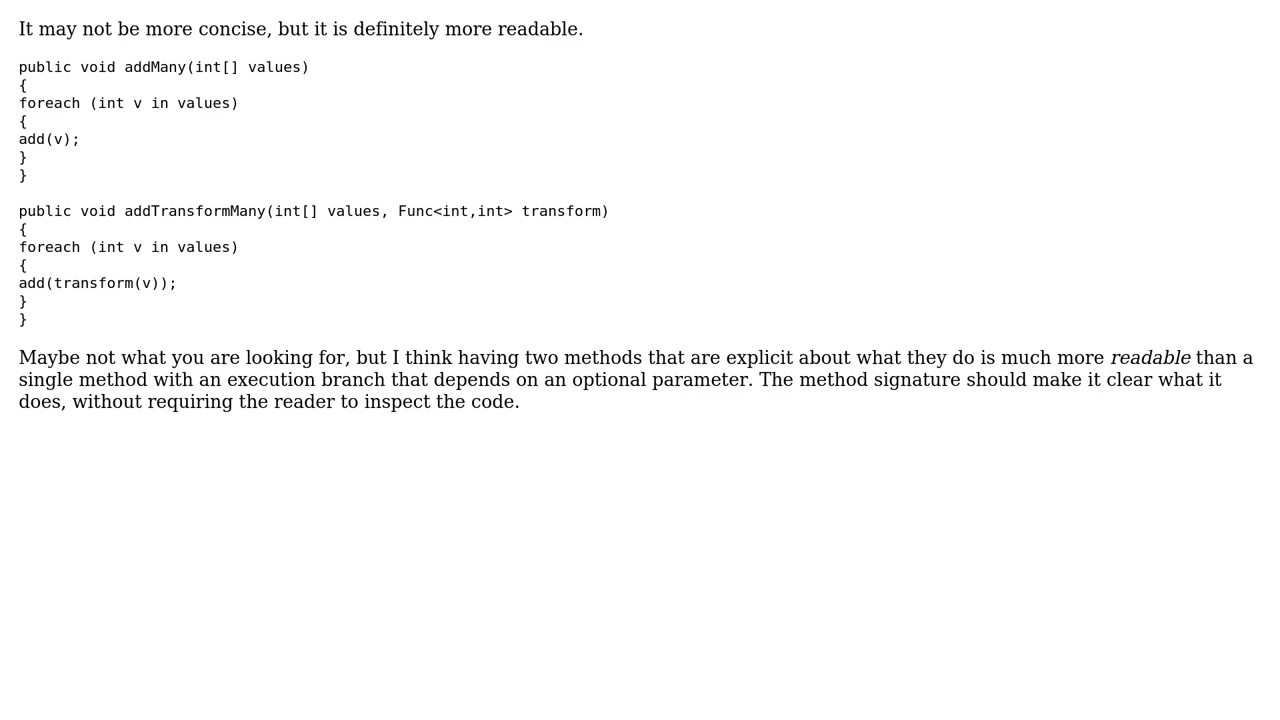 It may not be more concise, but it is definitely more readable.
public void addMany(int[] values)
{
foreach (int v in values)
{
add(v);
}
}
public void addTransformMany(int[] values, Func<int,int> transform)
{
foreach (int v in values)
{
add(transform(v));
}
}
Maybe not what you are looking for, but I think having two methods that are explicit about what they do is much more readable than a
single method with an execution branch that depends on an optional parameter. The method signature should make it clear what it
does, without requiring the reader to inspect the code.